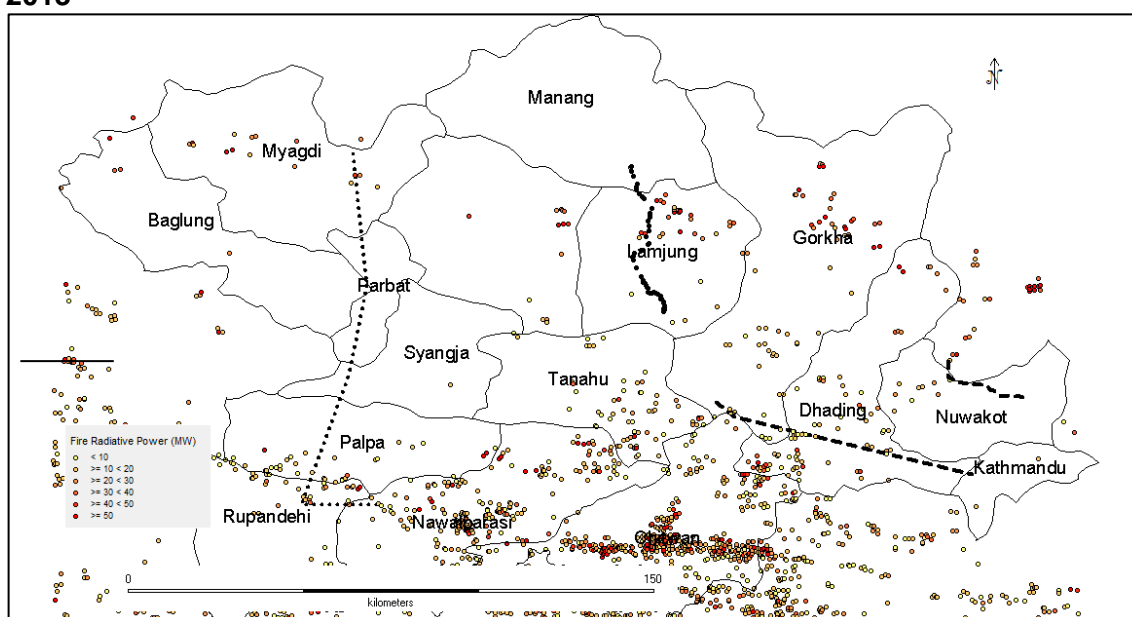 N
Manang
Myagdi
Baglung
Lamjung
Gorkha
Parbat
Syangja
Tanahu
Dhading
Nuwakot
Palpa
Kathmandu
Fire Radiative Power (MW)
< 10
>= 10 < 20
>= 20 < 30
>= 30 < 40
>= 40 < 50
>= 50
Rupandehi
Nawalparasi
Chitwan
0 150
kilometers